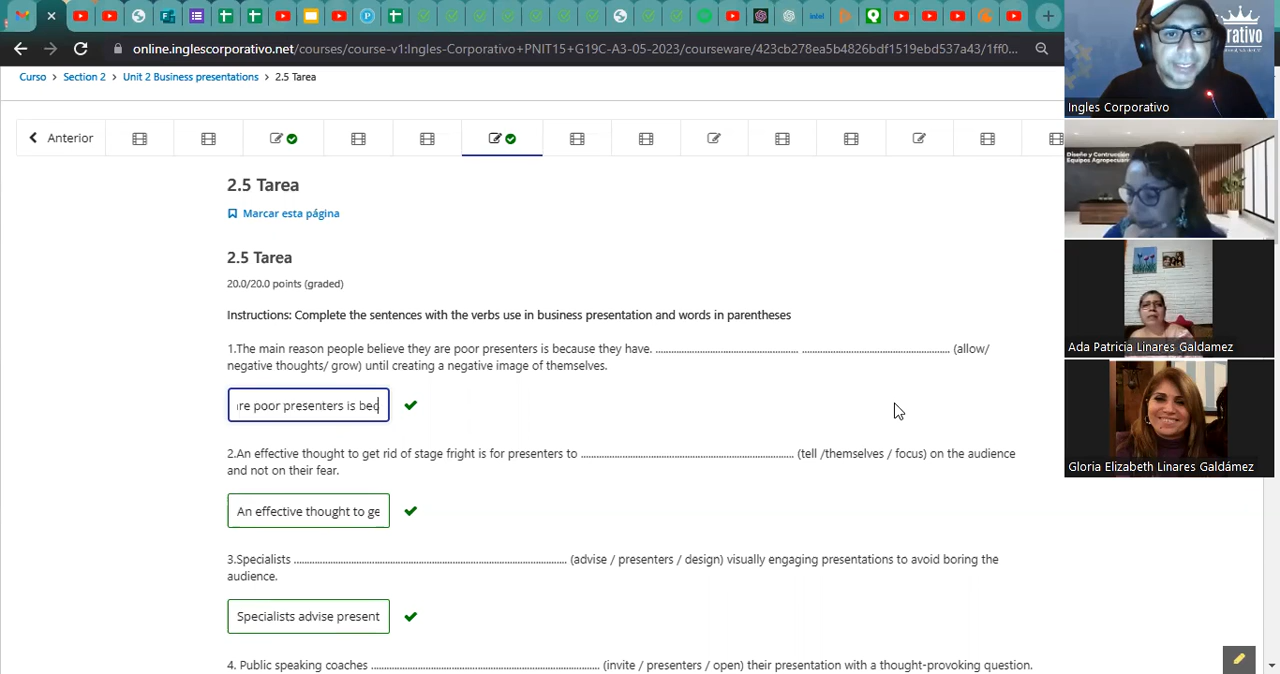 online.inglescorporativo.net/courses/course-v1:Ingles-Corporativo+PNIT15+G19C-A3-05-2023/courseware/423cb278ea5b4826bdf1519ebd537a43/1ff0...
Curso > Section 2 > Unit 2 Business presentations > 2.5 Tarea
Anterior
2.5 Tarea
Marcar esta página
2.5 Tarea
20.0/20.0 points (graded)
Instructions: Complete the sentences with the verbs use in business presentation and words in parentheses
1.The main reason people believe they are poor presenters is because they have. ................................................... ..................................................... (allow/
negative thoughts/ grow) until creating a negative image of themselves.
are poor presenters is bec
2.An effective thought to get rid of stage fright is for presenters to ............................................................................ (tell /themselves / focus) on the audience
and not on their fear.
An effective thought to ge
3.Specialists .................................................................................................. (advise / presenters / design) visually engaging presentations to avoid boring the
audience.
Specialists advise present
4. Public speaking coaches .................................................................................. (invite / presenters / open) their presentation with a thought-provoking question.
rativo
Ingles Corporativo
Diseño y Contrucción
Equipos Agropecuar
Ada Patricia Linares Galdamez
Gloria Elizabeth Linares Galdámez